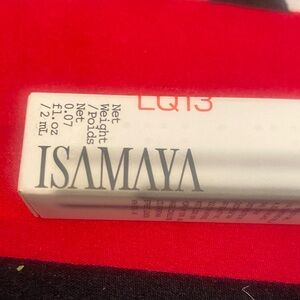 LQ13
Net
Weight
/Poids
Net
0.07
fl.oz
/2 mL
ISAMAYA